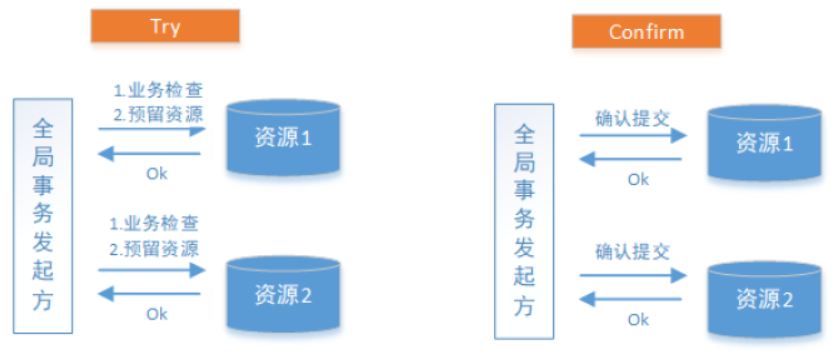 Try
1.业务检查
2.预留资源
全局事务发起方
资源1
Ok
1.业务检查
2.预留资源
资源2
Ok
Confirm
全局事务发起方
确认提交
资源1
Ok
确认提交
资源2
Ok